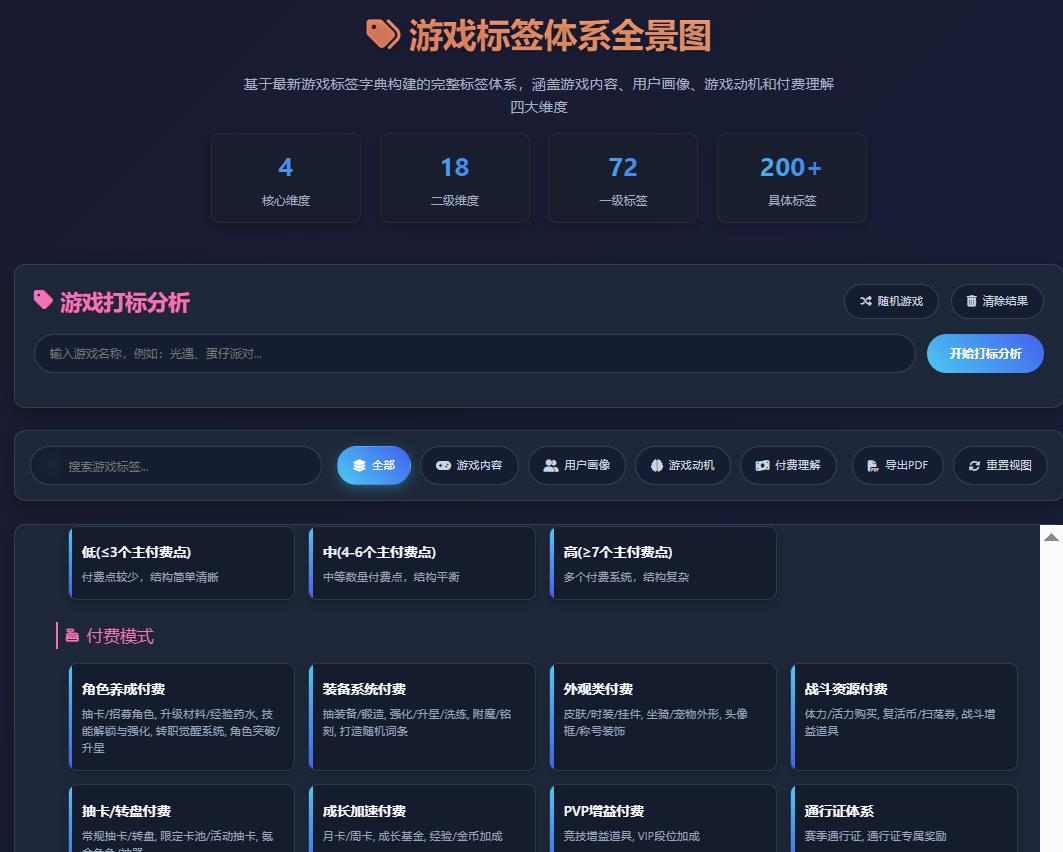 游戏标签体系全景图
基于最新游戏标签字典构建的完整标签体系，涵盖游戏内容、用户画像、游戏动机和付费理解
四大维度
4
18
72
200+
核心维度
二级维度
一级标签
具体标签
游戏打标分析
随机游戏
清除结果
输入游戏名称，例如：光遇、蛋仔派对...
开始打标分析
搜索游戏标签...
全部
游戏内容
用户画像
游戏动机
付费理解
导出PDF
重置视图
低(≤3个主付费点)
付费点较少，结构简单清晰
中(4-6个主付费点)
中等数量付费点，结构平衡
高(≥7个主付费点)
多个付费系统，结构复杂
付费模式
角色养成付费
抽卡/招募角色, 升级材料/经验药水, 技
能解锁与强化, 转职觉醒系统, 角色突破/
升星
装备系统付费
抽装备/锻造, 强化/升星/洗练, 附魔/铭
刻, 打造随机词条
外观类付费
皮肤/时装/挂件, 坐骑/宠物外形, 头像
框/称号装饰
战斗资源付费
体力/活力购买, 复活币/扫荡券, 战斗增
益道具
抽卡/转盘付费
常规抽卡/转盘, 限定卡池/活动抽卡, 氪
成长加速付费
月卡/周卡, 成长基金, 经验/金币加成
PVP增益付费
竞技增益道具, VIP段位加成
通行证体系
赛季通行证, 通行证专属奖励